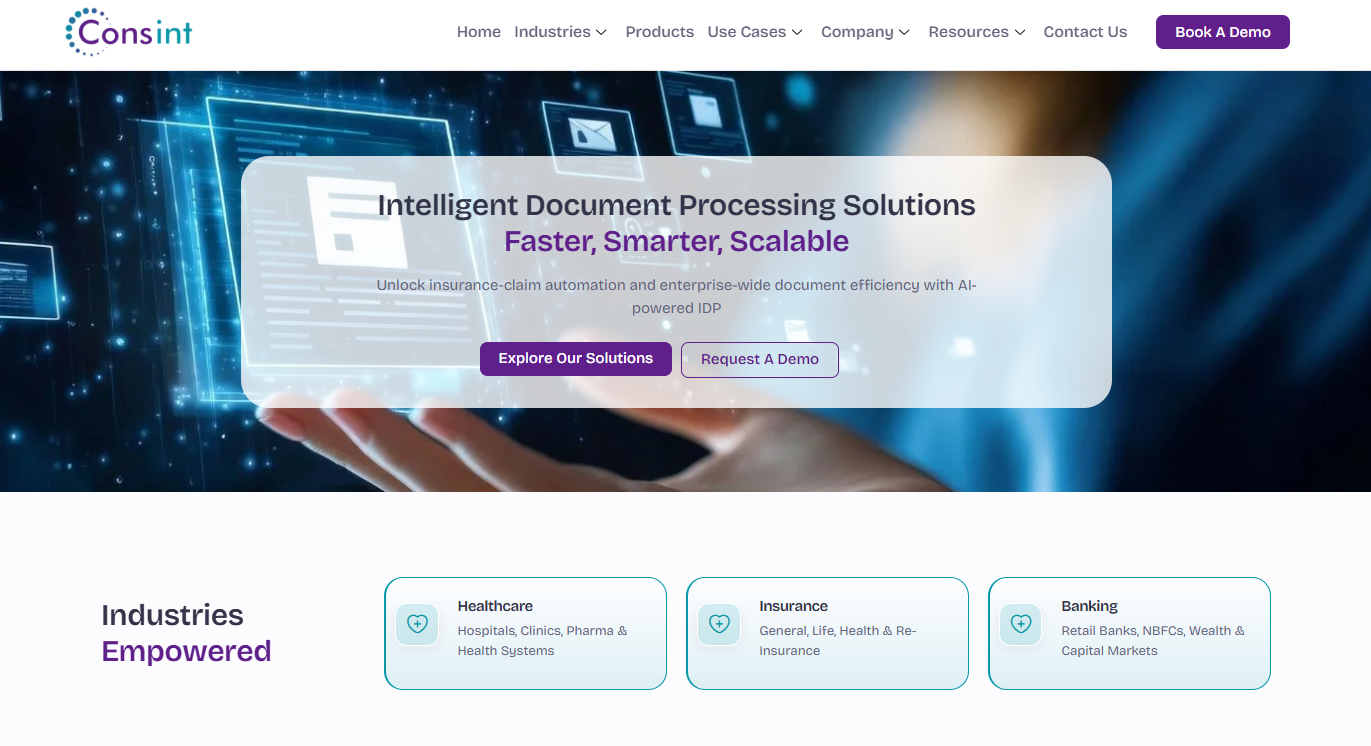 Consint
Home Industries Products Use Cases Company Resources Contact Us Book A Demo
Intelligent Document Processing Solutions
Faster, Smarter, Scalable
Unlock insurance-claim automation and enterprise-wide document efficiency with AI-
powered IDP
Explore Our Solutions Request A Demo
Industries
Empowered
Healthcare
Hospitals, Clinics, Pharma &
Health Systems
Insurance
General, Life, Health & Re-
Insurance
Banking
Retail Banks, NBFCs, Wealth &
Capital Markets